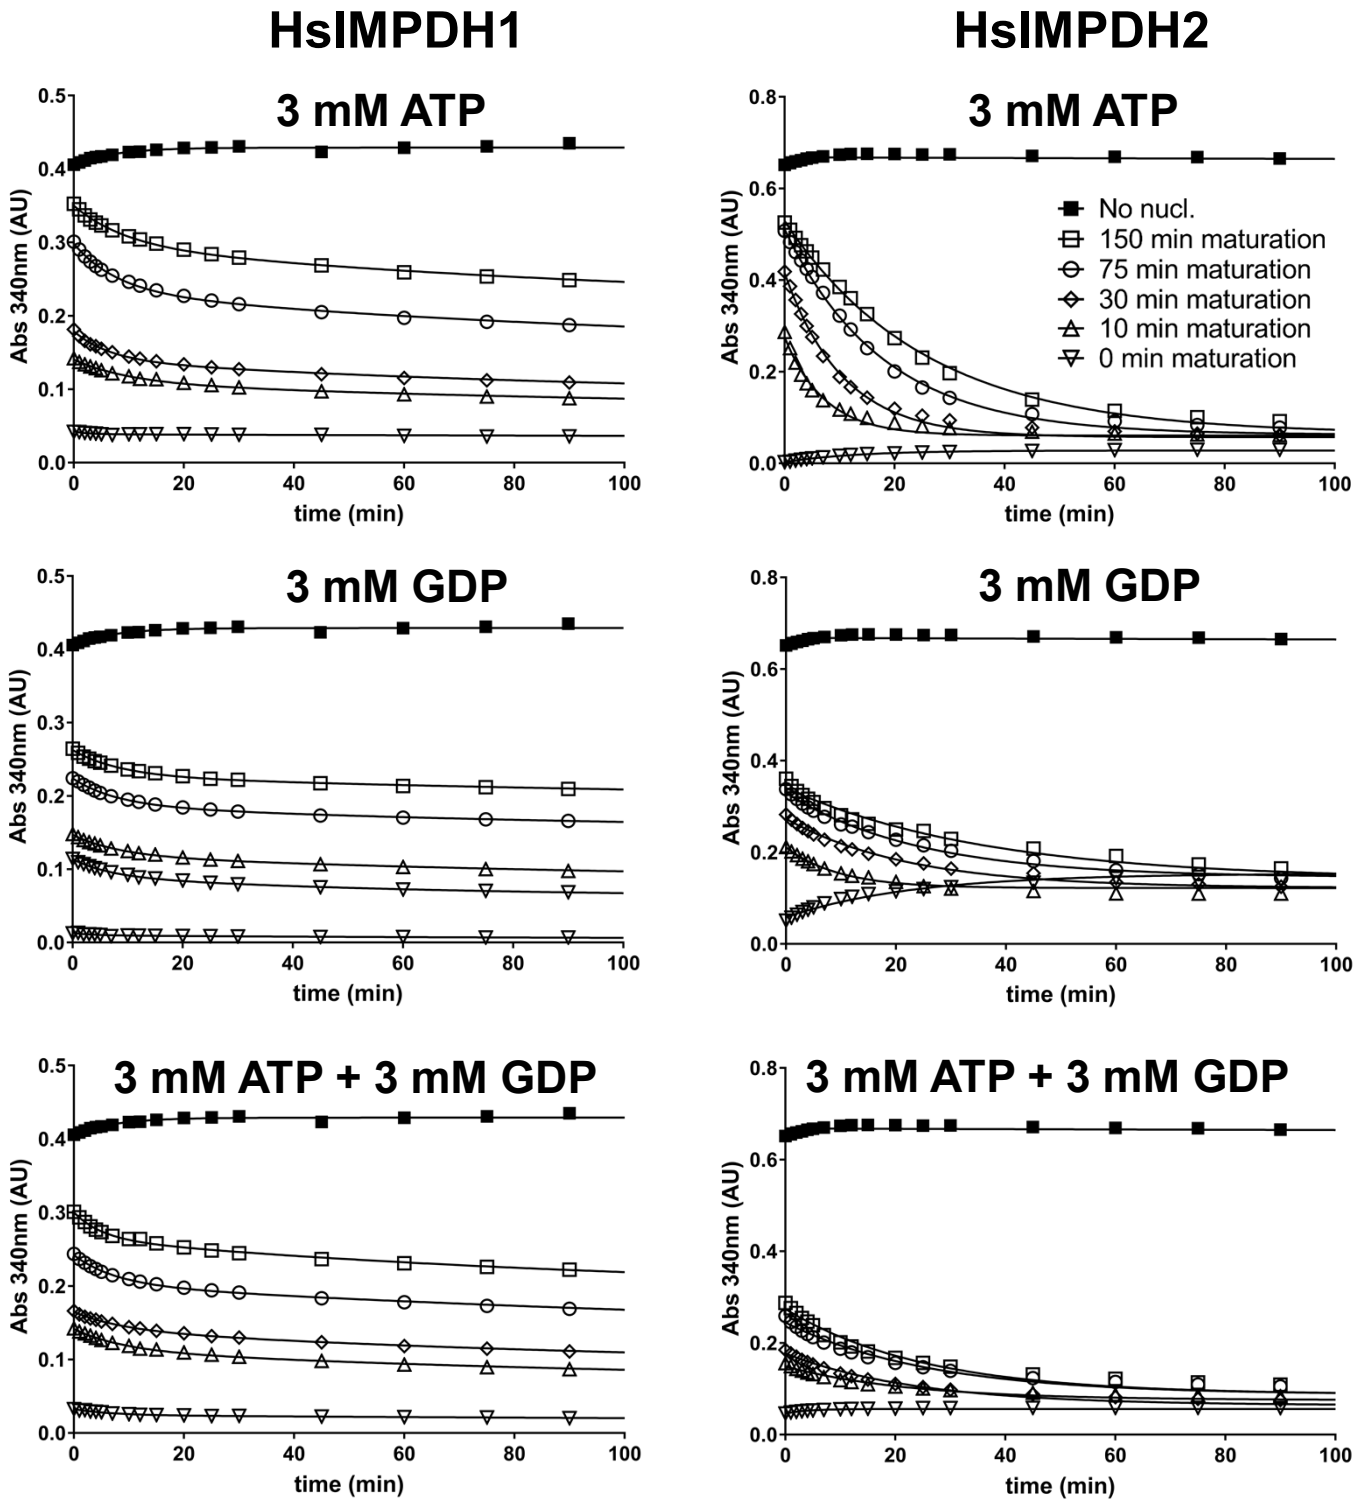 HsIMPDH1
HsIMPDH2
3 mM ATP
0.5
0.4
0.3
0.2
0.1
0.0
Abs 340nm (AU)
0 20 40 60 80 100
time (min)
3 mM ATP
0.8
0.6
0.4
0.2
0.0
Abs 340nm (AU)
No nucl.
150 min maturation
75 min maturation
30 min maturation
10 min maturation
0 min maturation
0 20 40 60 80 100
time (min)
3 mM GDP
0.5
0.4
0.3
0.2
0.1
0.0
Abs 340nm (AU)
0 20 40 60 80 100
time (min)
3 mM GDP
0.8
0.6
0.4
0.2
0.0
Abs 340nm (AU)
0 20 40 60 80 100
time (min)
3 mM ATP + 3 mM GDP
0.5
0.4
0.3
0.2
0.1
0.0
Abs 340nm (AU)
0 20 40 60 80 100
time (min)
3 mM ATP + 3 mM GDP
0.8
0.6
0.4
0.2
0.0
Abs 340nm (AU)
0 20 40 60 80 100
time (min)